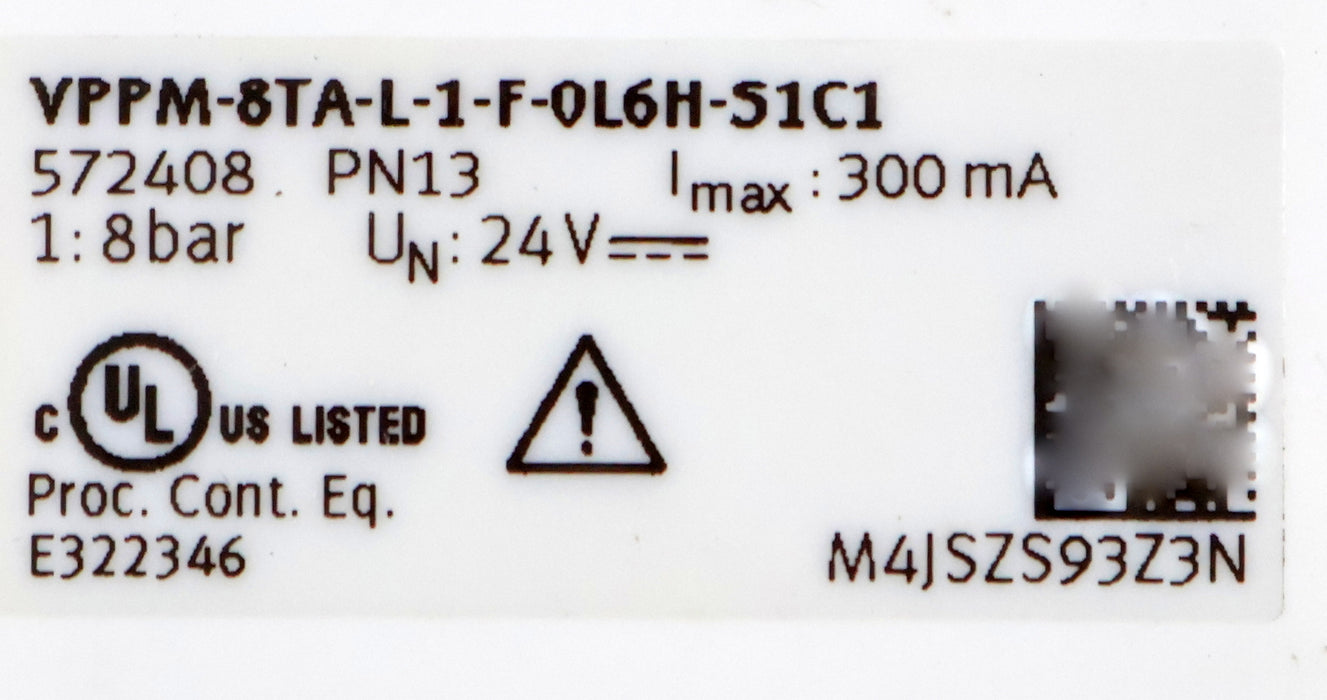 VPPM-8TA-L-1-F-0L6H-S1C1
572408. PN13 Imax: 300 mA
1: 8bar UN: 24V
c UL US LISTED
Proc. Cont. Eq.
E322346
M4JSZS93Z3N